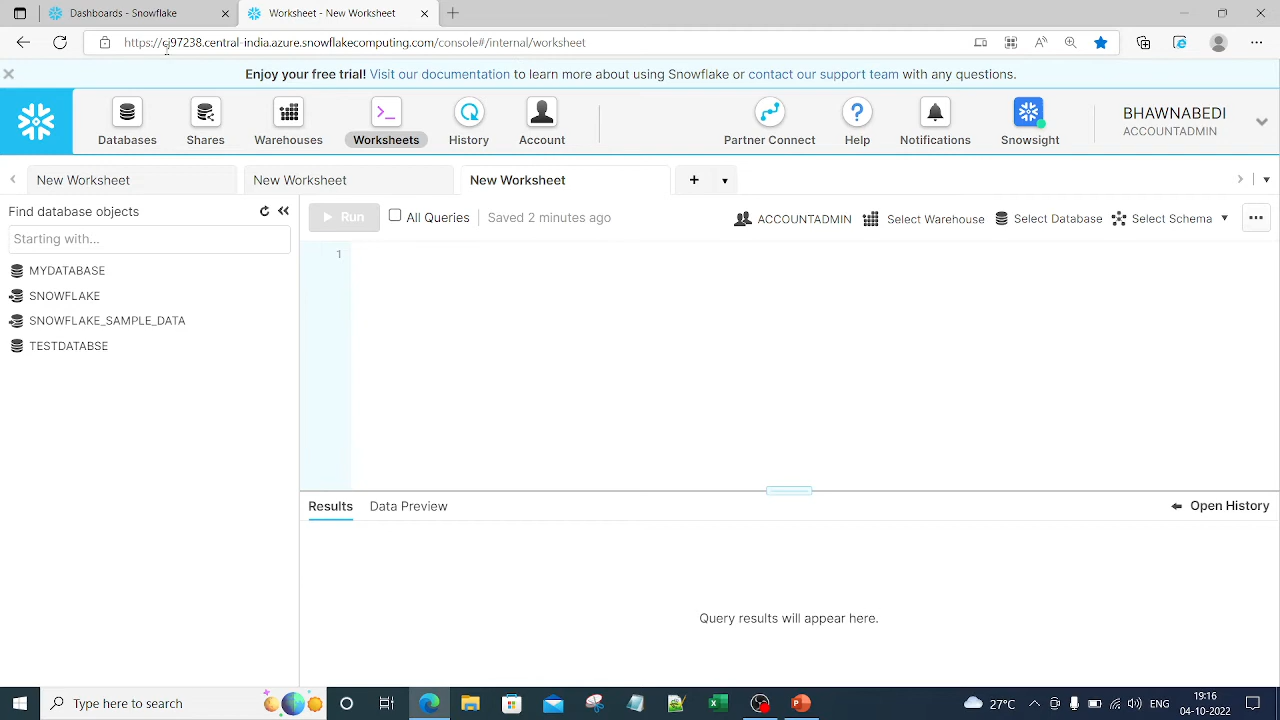 Dashboards - Snowflake
Worksheet - New Worksheet
97238.central-india.azure.snowflakecomputing.com/console#/internal/worksheet
Enjoy your free trial! Visit our documentation to learn more about using Snowflake or contact our support team with any questions.
Databases Shares Warehouses Worksheets History Account Partner Connect Help Notifications Snowsight
BHAWNABEDI
ACCOUNTADMIN
New Worksheet New Worksheet New Worksheet
Find database objects
Run All Queries Saved 2 minutes ago ACCOUNTADMIN Select Warehouse Select Database Select Schema
Starting with...
1
MYDATABASE
SNOWFLAKE
SNOWFLAKE_SAMPLE_DATA
TESTDATABSE
Results Data Preview Open History
Query results will appear here.
Type here to search
27°C ENG
19:16
04-10-2022